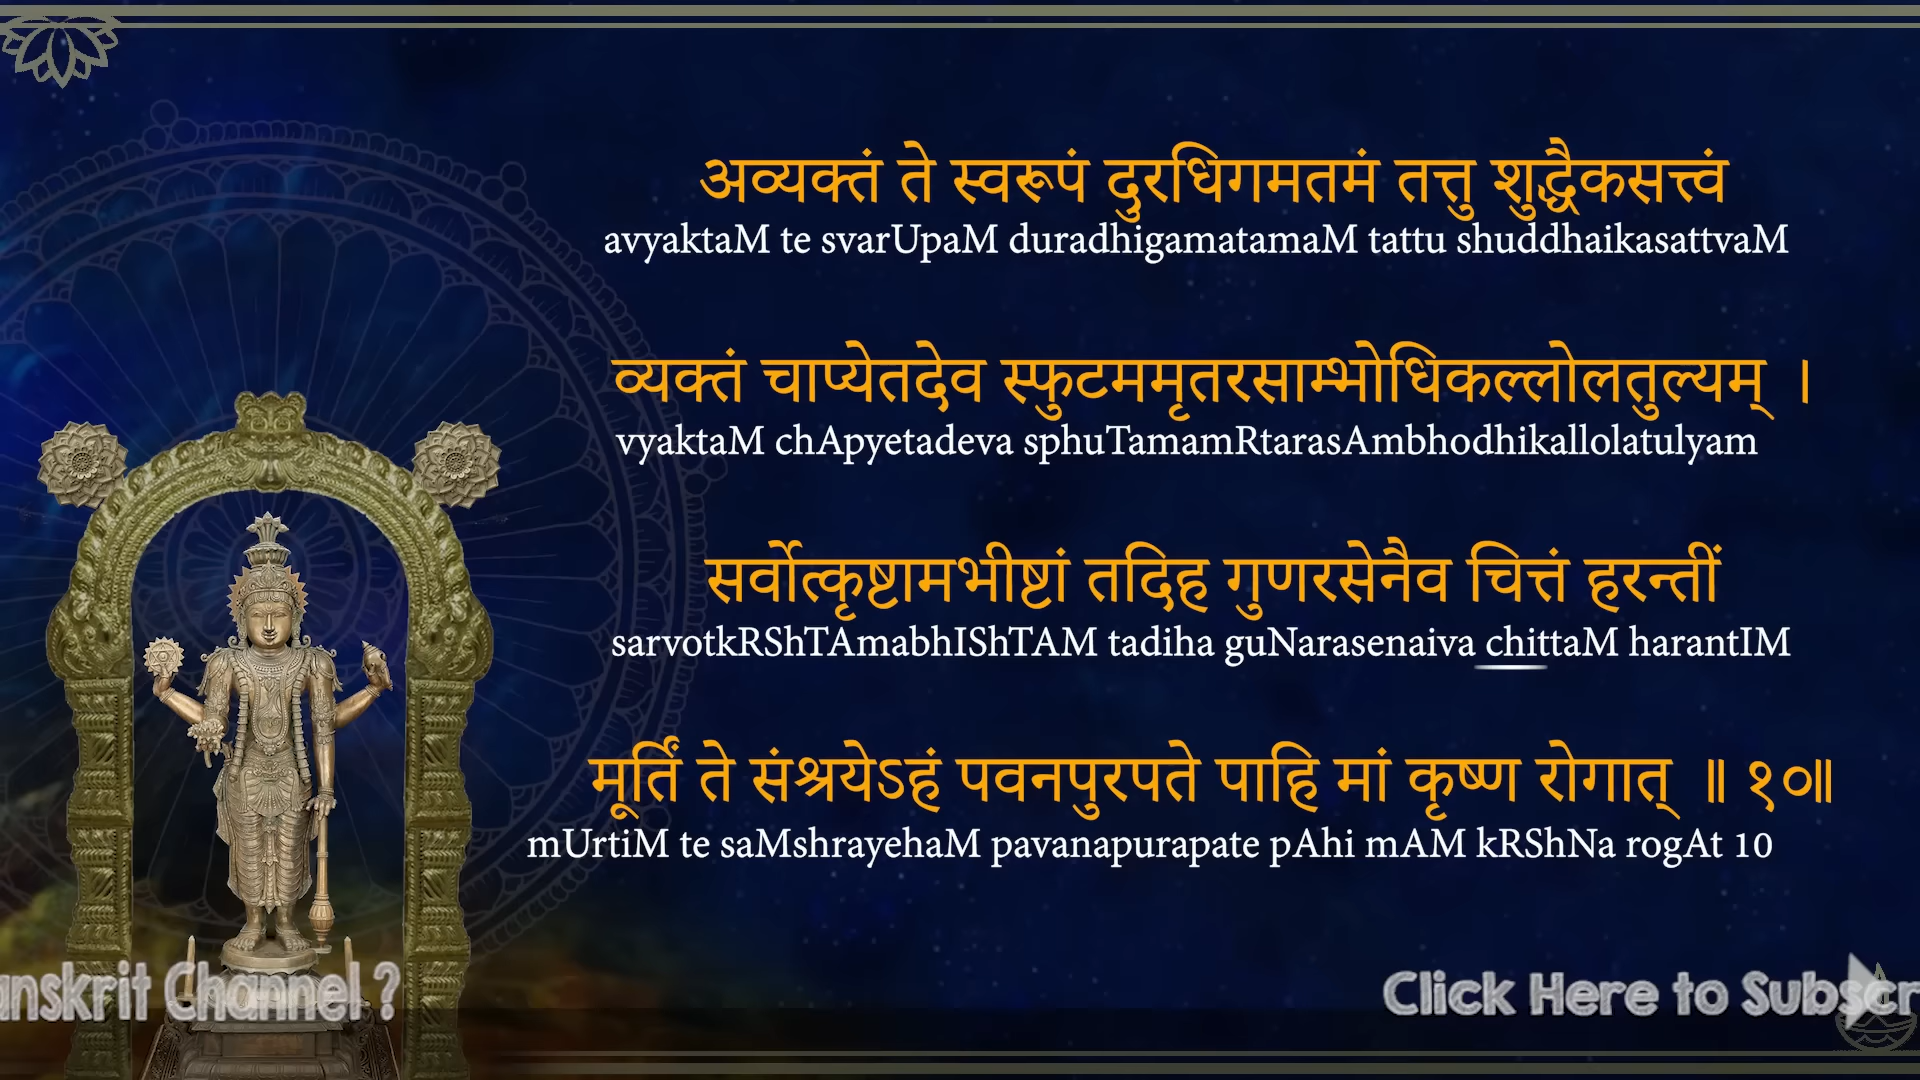 अव्यक्तं ते स्वरूपं दुरधिगमतमं तत्तु शुद्धैकसत्त्वं
avyaktaM te svarUpaM duradhigamatamaM tattu shuddhaikasattvaM
व्यक्तं चाप्येतदेव स्फुटममृतरसाम्भोधिकल्लोलतुल्यम् ।
vyaktaM chApyetadeva sphuTamamRtarasAmbhodhikallolatulyam
सर्वोत्कृष्टामभीष्टां तदिह गुणरसेनैव चित्तं हरन्तीं
sarvotkRShTAmabhIShTAM tadiha guNarasenaiva chittaM harantIM
मूर्तिं ते संश्रयेऽहं पवनपुरपते पाहि मां कृष्ण रोगात् ॥ १०॥
mUrtiM te saMshrayehaM pavanapurapate pAhi mAM kRShNa rogAt 10
anskrit Channel ?
Click Here to Subscr